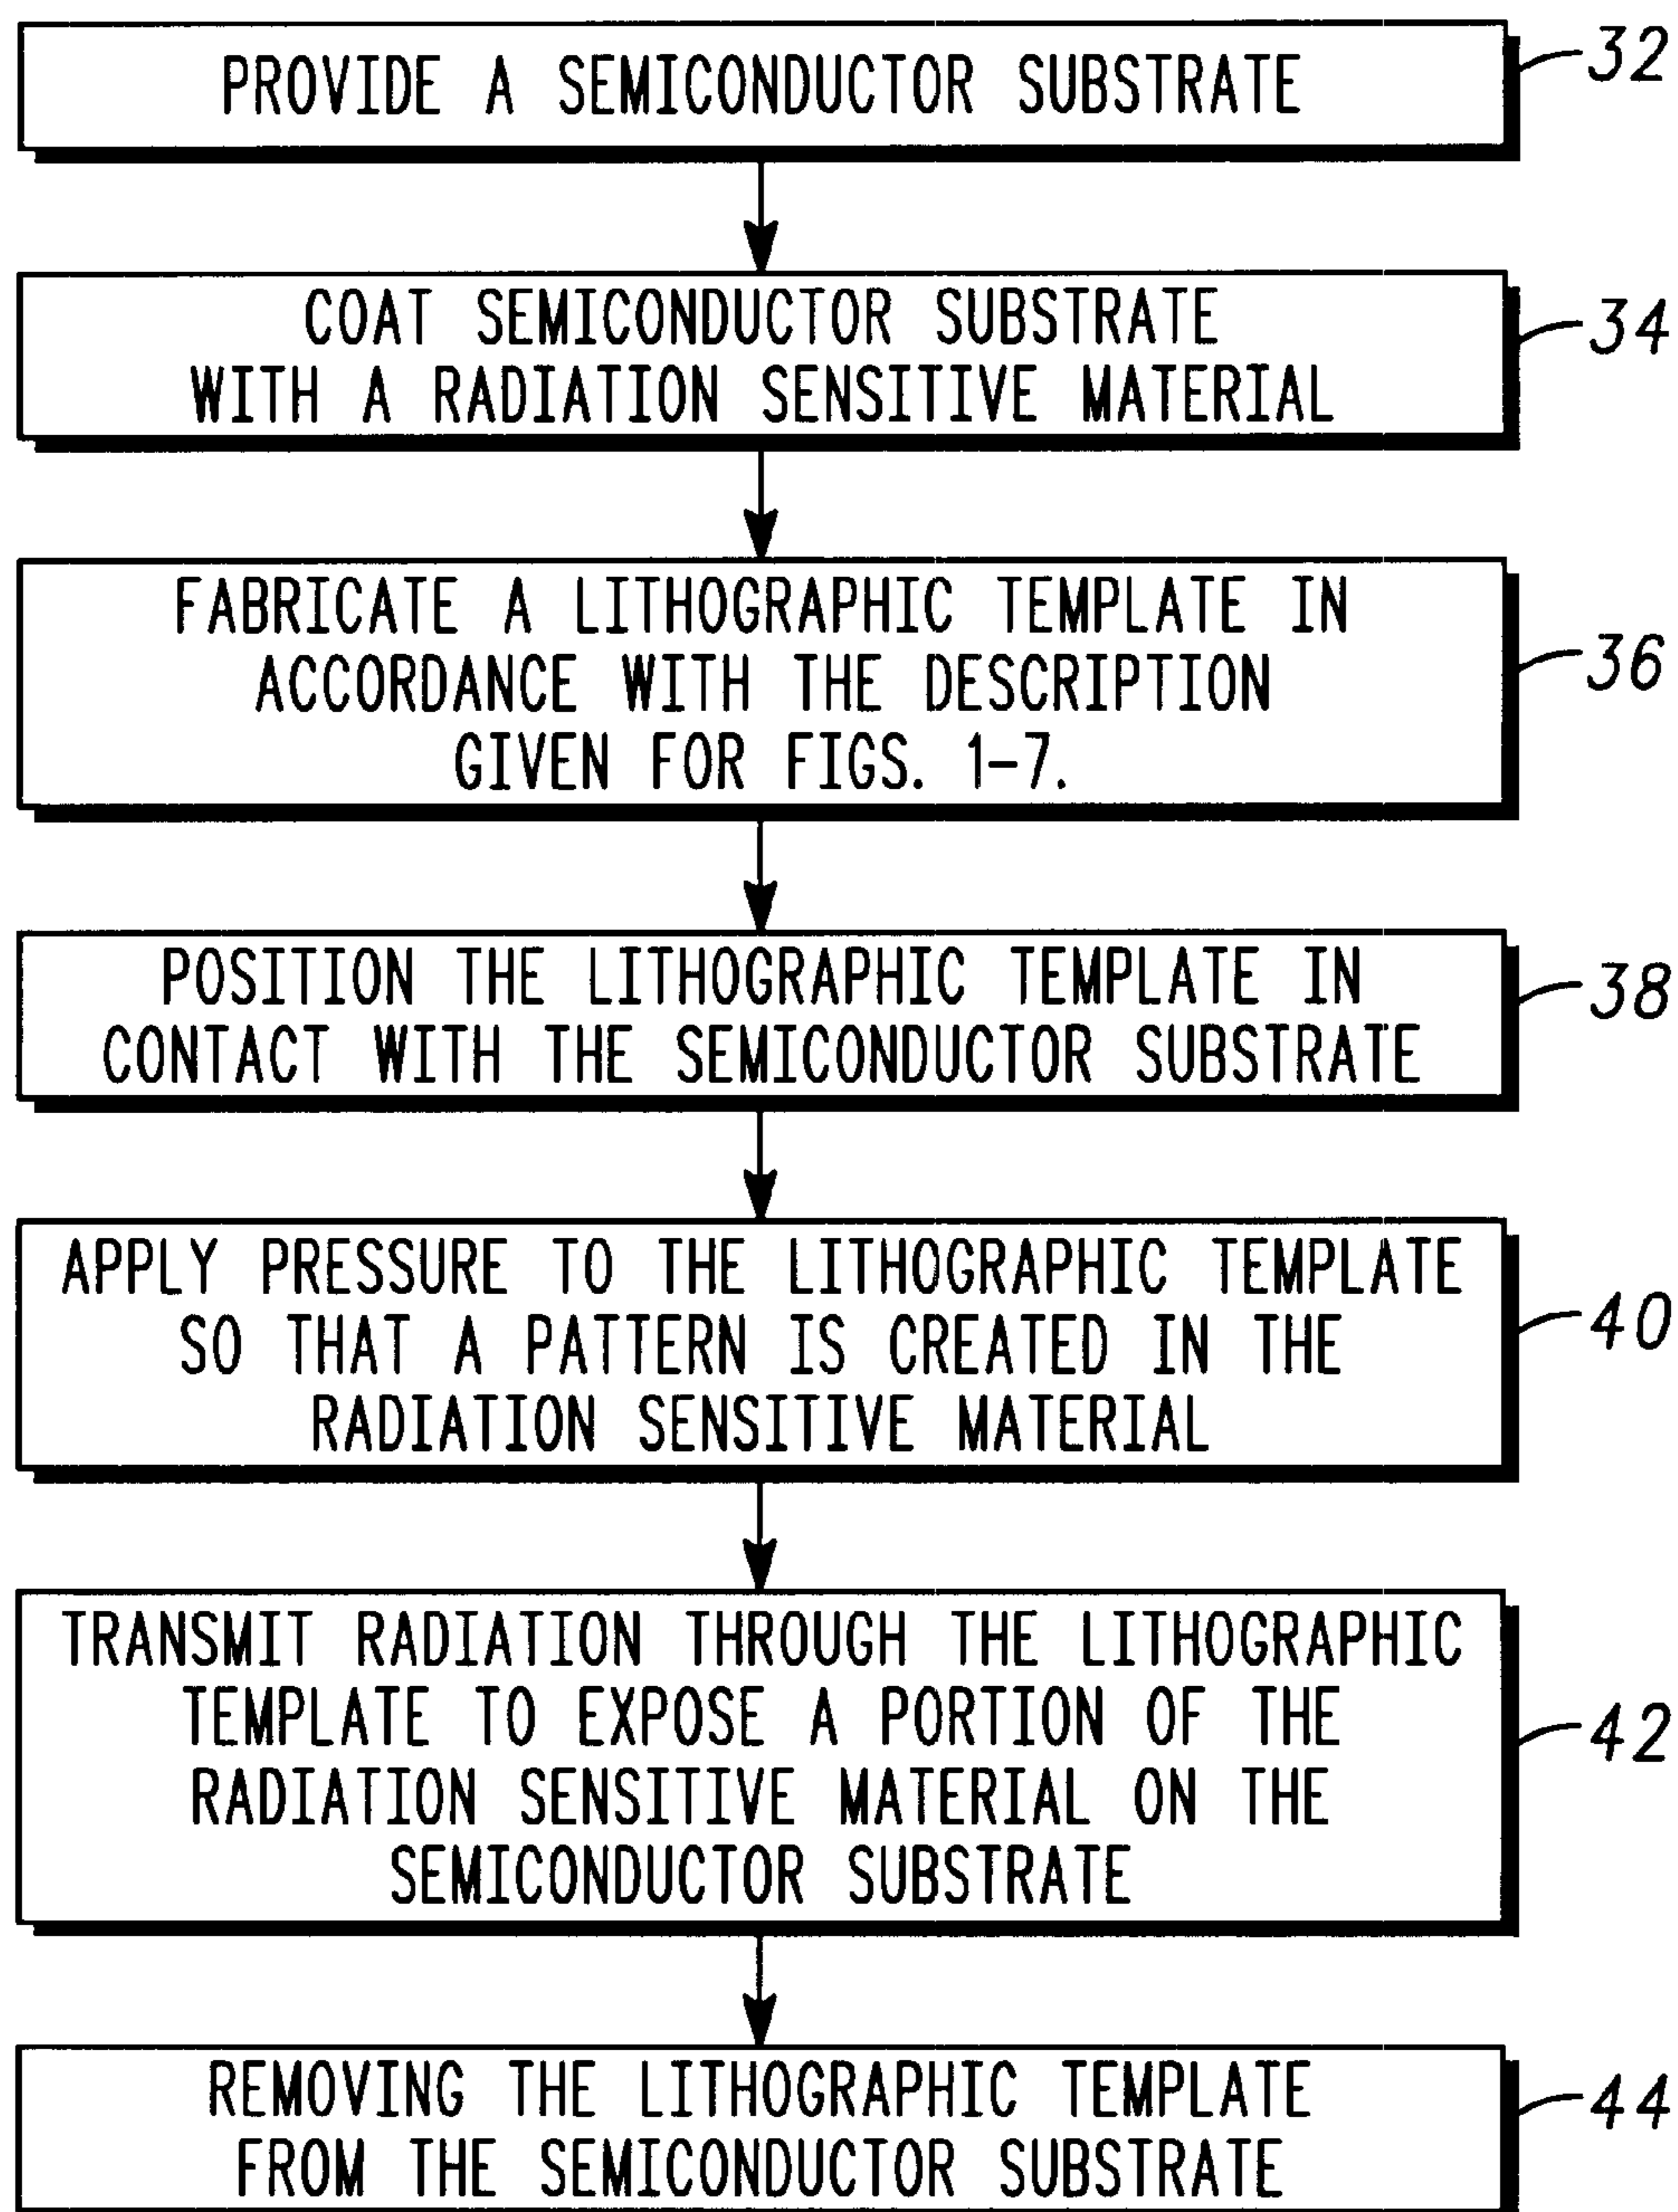 PROVIDE A SEMICONDUCTOR SUBSTRATE
32
COAT SEMICONDUCTOR SUBSTRATE
WITH A RADIATION SENSITIVE MATERIAL
34
FABRICATE A LITHOGRAPHIC TEMPLATE IN
ACCORDANCE WITH THE DESCRIPTION
GIVEN FOR FIGS. 1-7.
36
POSITION THE LITHOGRAPHIC TEMPLATE IN
CONTACT WITH THE SEMICONDUCTOR SUBSTRATE
38
APPLY PRESSURE TO THE LITHOGRAPHIC TEMPLATE
SO THAT A PATTERN IS CREATED IN THE
RADIATION SENSITIVE MATERIAL
40
TRANSMIT RADIATION THROUGH THE LITHOGRAPHIC
TEMPLATE TO EXPOSE A PORTION OF THE
RADIATION SENSITIVE MATERIAL ON THE
SEMICONDUCTOR SUBSTRATE
42
REMOVING THE LITHOGRAPHIC TEMPLATE
FROM THE SEMICONDUCTOR SUBSTRATE
44